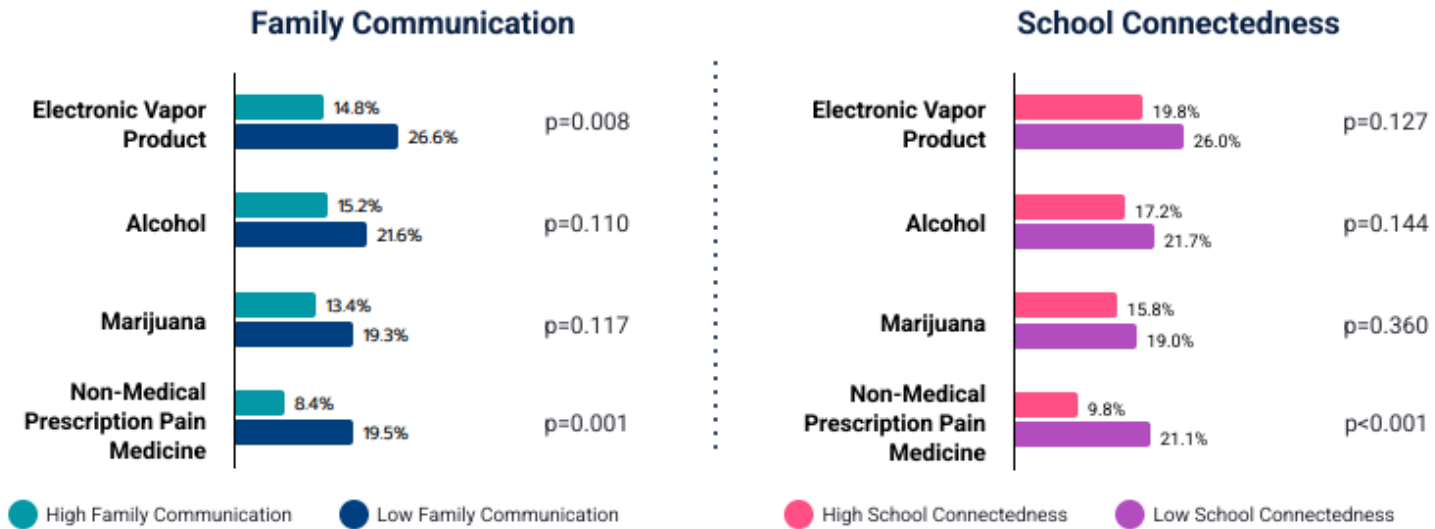 Family Communication
Electronic Vapor
Product
14.8%
26.6%
p=0.008
Alcohol
15.2%
21.6%
p=0.110
Marijuana
13.4%
19.3%
p=0.117
Non-Medical
Prescription Pain
Medicine
8.4%
19.5%
p=0.001
High Family Communication
Low Family Communication
School Connectedness
Electronic Vapor
Product
19.8%
26.0%
p=0.127
Alcohol
17.2%
21.7%
p=0.144
Marijuana
15.8%
19.0%
p=0.360
Non-Medical
Prescription Pain
Medicine
9.8%
21.1%
p<0.001
High School Connectedness
Low School Connectedness